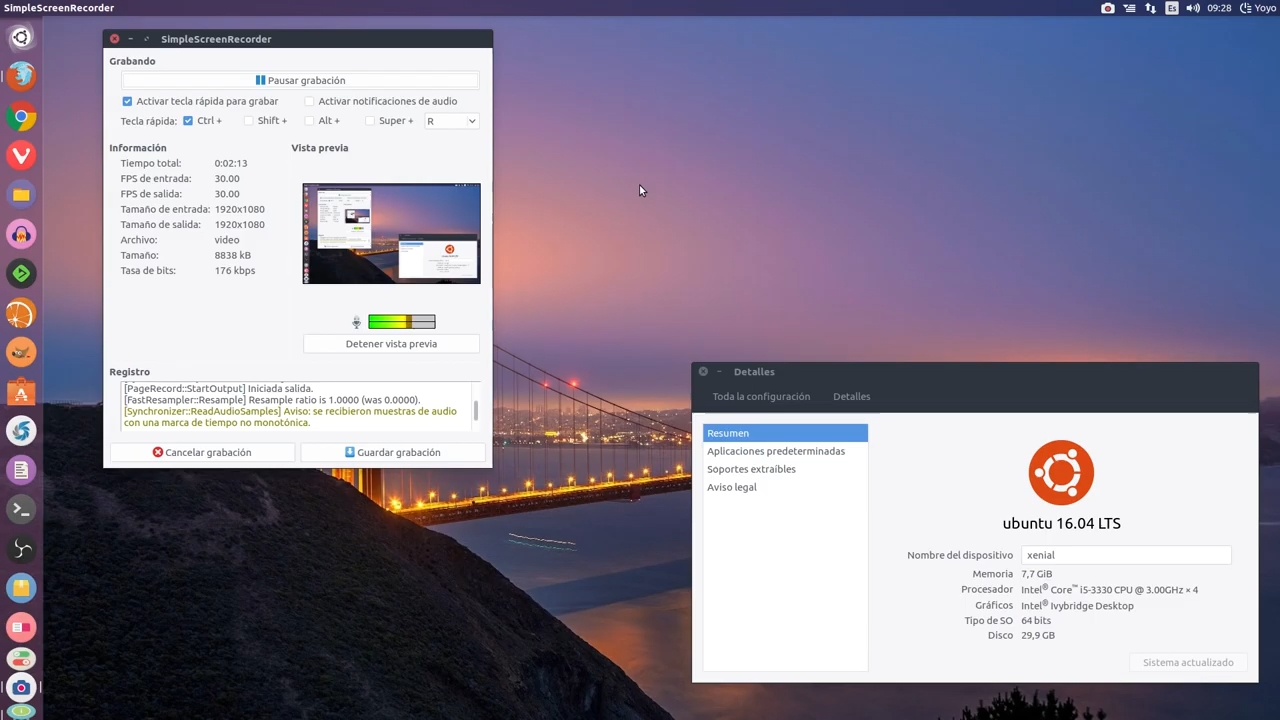 SimpleScreenRecorder
Es
09:28
Yoyo
SimpleScreenRecorder
Grabando
Pausar grabación
Activar tecla rápida para grabar
Activar notificaciones de audio
Tecla rápida:
Ctrl +
Shift +
Alt +
Super +
R
Información
Vista previa
Tiempo total: 0:02:13
FPS de entrada: 30.00
FPS de salida: 30.00
Tamaño de entrada: 1920x1080
Tamaño de salida: 1920x1080
Archivo: video
Tamaño: 8838 kB
Tasa de bits: 176 kbps
Detener vista previa
Registro
[PageRecord::StartOutput] Iniciada salida.
[FastResampler::Resample] Resample ratio is 1.0000 (was 0.0000).
[Synchronizer::ReadAudioSamples] Aviso: se recibieron muestras de audio
con una marca de tiempo no monotónica.
Cancelar grabación
Guardar grabación
Detalles
Toda la configuración
Detalles
Resumen
Aplicaciones predeterminadas
Soportes extraíbles
Aviso legal
ubuntu 16.04 LTS
Nombre del dispositivo xenial
Memoria 7,7 GiB
Procesador Intel® Core™ i5-3330 CPU @ 3.00GHz × 4
Gráficos Intel® Ivybridge Desktop
Tipo de SO 64 bits
Disco 29,9 GB
Sistema actualizado